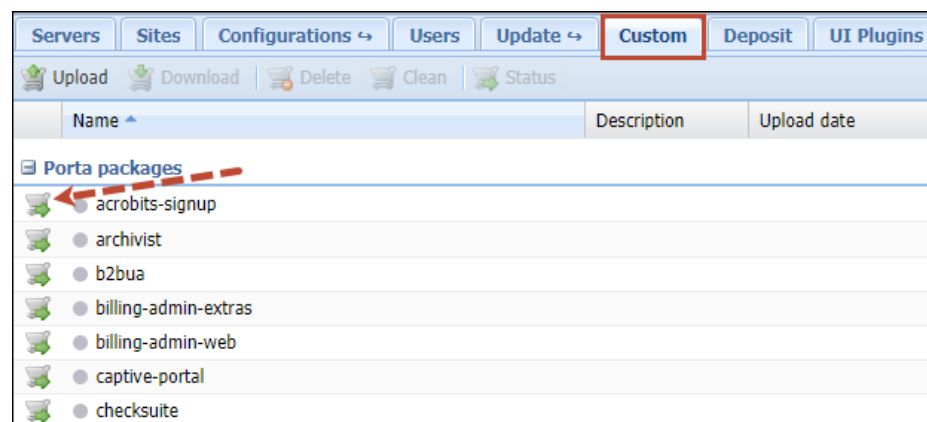 Servers Sites Configurations ↪ Users Update ↪ Custom Deposit UI Plugins
Upload Download Delete Clean Status
Name Description Upload date
Porta packages
acrobits-signup
archivist
b2bua
billing-admin-extras
billing-admin-web
captive-portal
checksuite